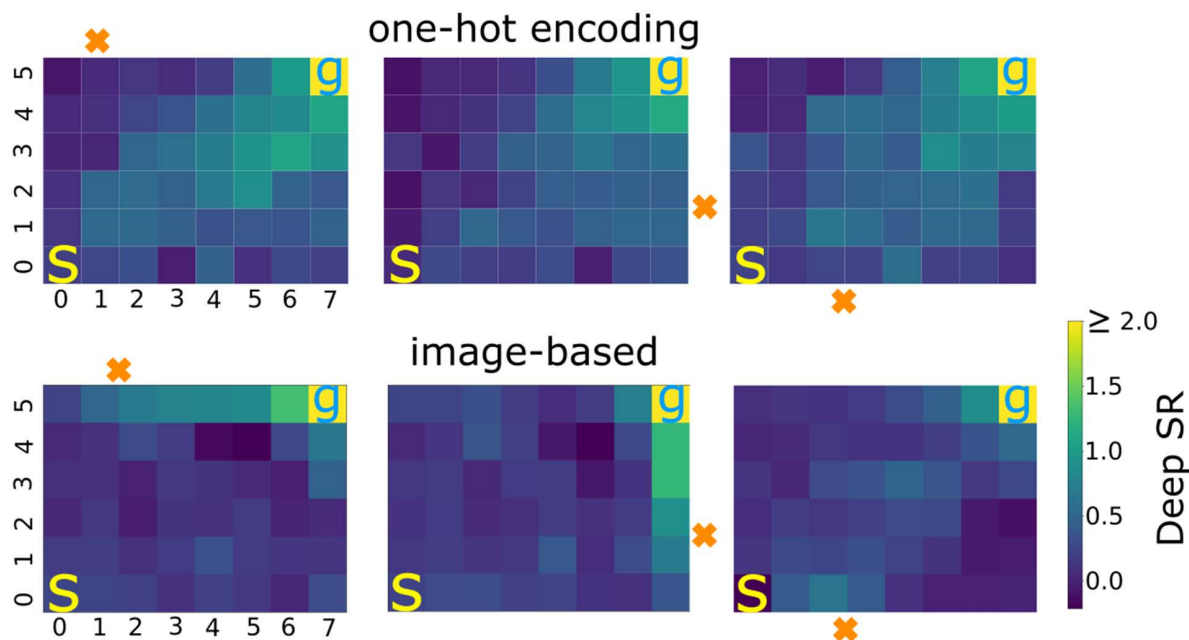 one-hot encoding
5 g g g
4
3
2
1
0 S S S
0 1 2 3 4 5 6 7
image-based
≥ 2.0
1.5
1.0
0.5
0.0
Deep SR
5 g g g
4
3
2
1
0 S S S
0 1 2 3 4 5 6 7